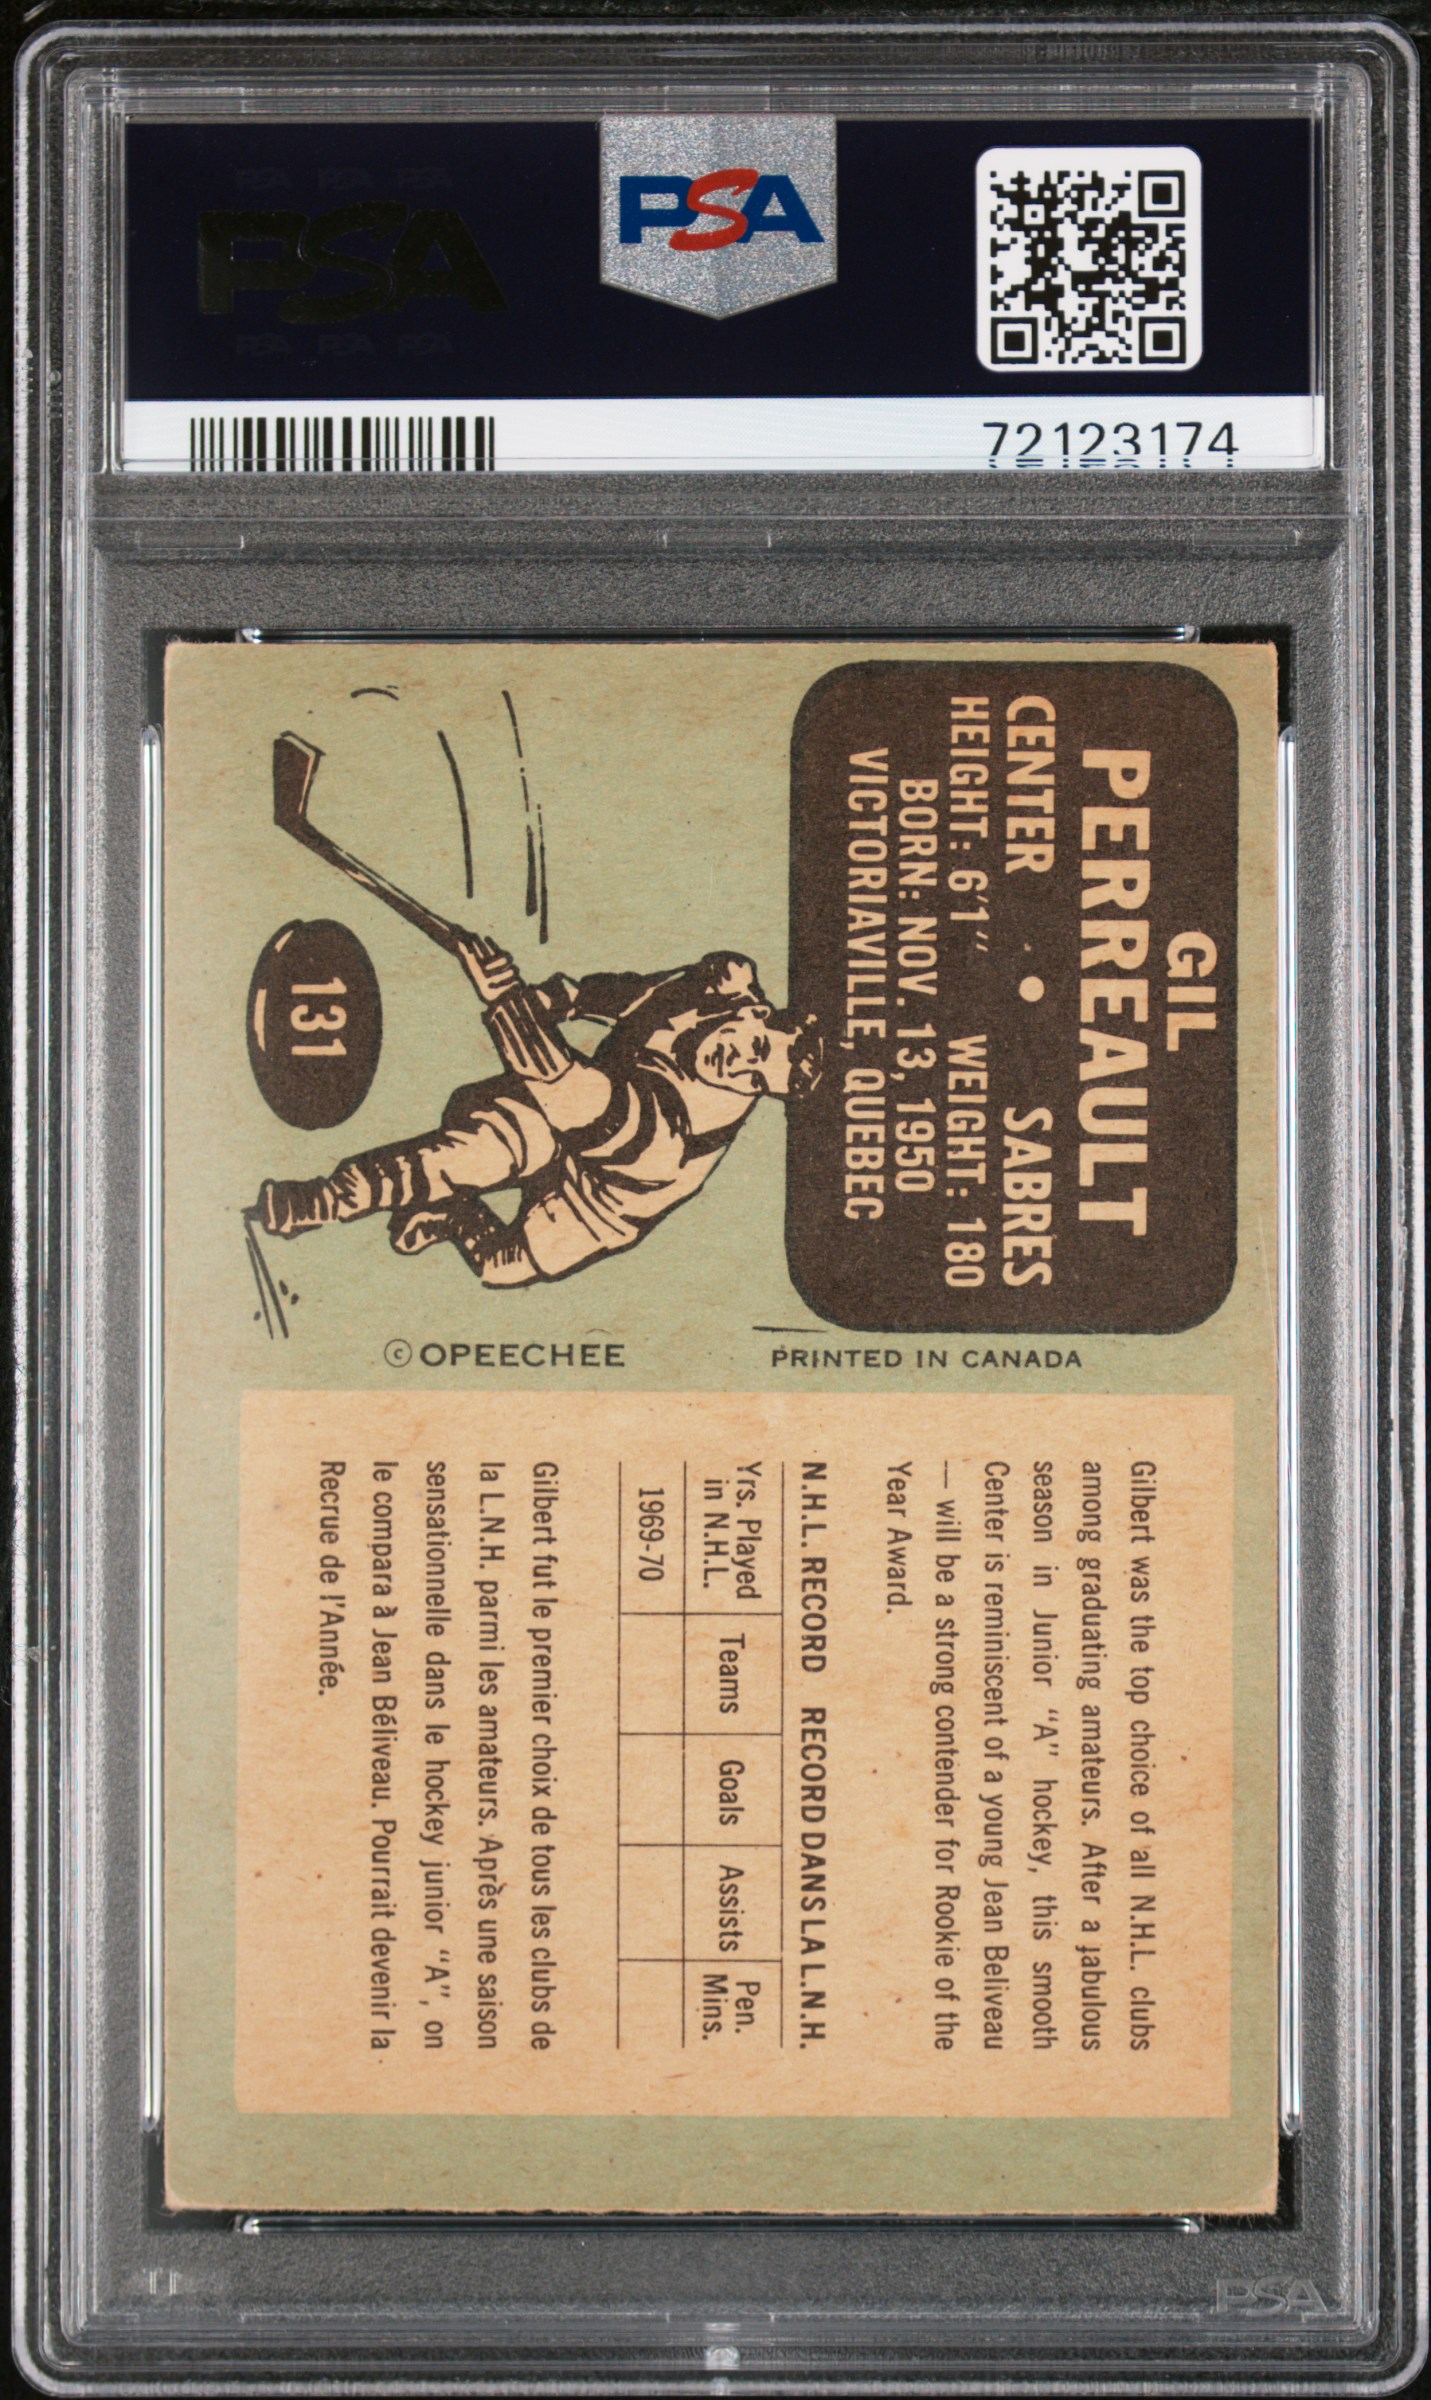 PSA
PSA
72123174
GIL
PERREAULT
CENTER • SABRES
HEIGHT: 6'1" WEIGHT: 180
BORN: NOV. 13, 1950
VICTORIAVILLE, QUEBEC
131
© OPEECHEE
PRINTED IN CANADA
Gilbert was the top choice of all N.H.L. clubs
among graduating amateurs. After a fabulous
season in Junior "A" hockey, this smooth
Center is reminiscent of a young Jean Beliveau
— will be a strong contender for Rookie of the
Year Award.
N.H.L. RECORD RECORD DANS LA L.N.H.
Yrs. Played in N.H.L. Teams Goals Assists Pen. Mins.
1969-70
Gilbert fut le premier choix de tous les clubs de
la L.N.H. parmi les amateurs. Après une saison
sensationnelle dans le hockey junior "A", on
le compara à Jean Béliveau. Pourrait devenir la
Recrue de l'Année.
PSA